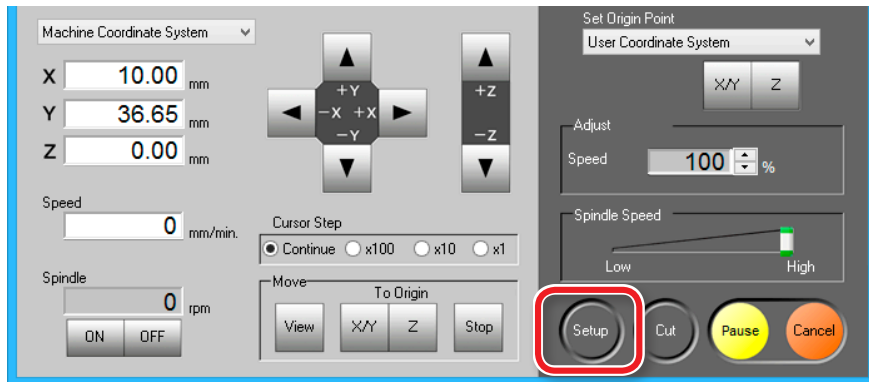 Machine Coordinate System
X 10.00 mm
Y 36.65 mm
Z 0.00 mm
Speed
0 mm/min.
Spindle
0 rpm
ON OFF
+Y
-X +X
-Y
+Z
-Z
Cursor Step
Continue x100 x10 x1
Move
To Origin
View X/Y Z Stop
Set Origin Point
User Coordinate System
X/Y Z
Adjust
Speed 100 %
Spindle Speed
Low High
Setup Cut Pause Cancel